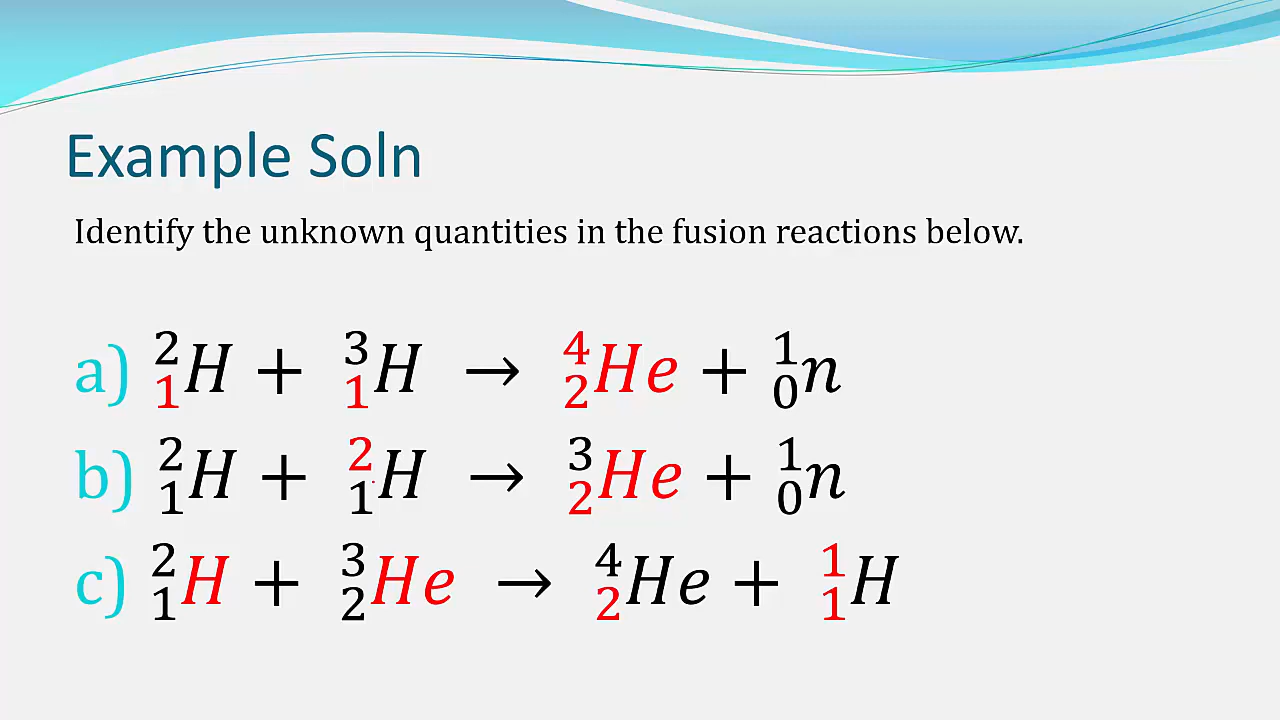 Example Soln
Identify the unknown quantities in the fusion reactions below.
a) ²₁H + ³₁H → ⁴₂He + ¹₀n
b) ²₁H + ²₁H → ³₂He + ¹₀n
c) ²₁H + ³₂He → ⁴₂He + ¹₁H